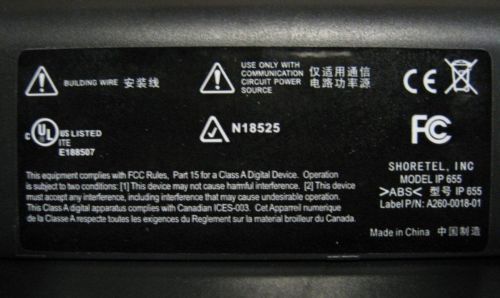 BUILDING WIRE 安装线
USE ONLY WITH
COMMUNICATION
CIRCUIT POWER
SOURCE
仅适用通信
电路功率源
CE
c UL US LISTED
ITE
E188507
N18525
FC
This equipment complies with FCC Rules, Part 15 for a Class A Digital Device. Operation
is subject to two conditions: [1] This device may not cause harmful interference. [2] This device
must accept any interference, including interference that may cause undesirable operation.
This Class A digital apparatus complies with Canadian ICES-003. Cet Appareil numerique
de la Classe A respecte toutes les exigences du Reglement sur la material broilleur du Canada.
SHORETEL, INC
MODEL IP 655
>ABS< 型号 IP 655
Label P/N: A260-0018-01
Made in China 中国制造